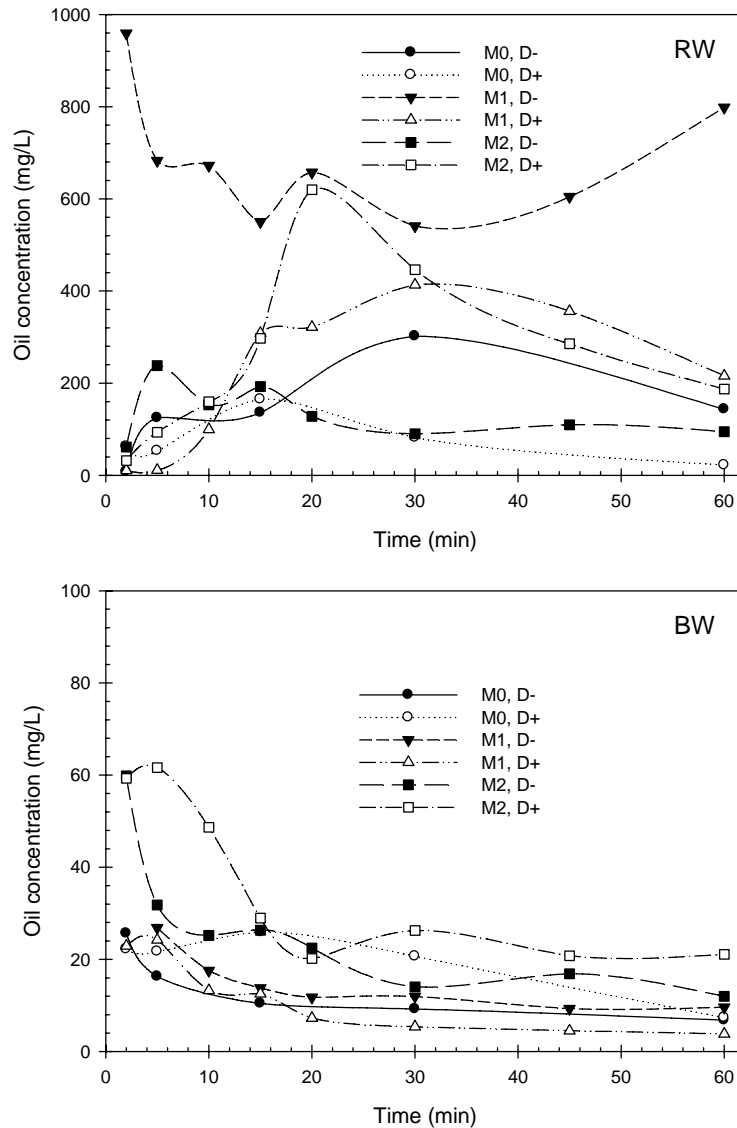 1000
800
600
400
200
0
Oil concentration (mg/L)
RW
M0, D-
M0, D+
M1, D-
M1, D+
M2, D-
M2, D+
0 10 20 30 40 50 60
Time (min)
100
80
60
40
20
0
Oil concentration (mg/L)
BW
M0, D-
M0, D+
M1, D-
M1, D+
M2, D-
M2, D+
0 10 20 30 40 50 60
Time (min)